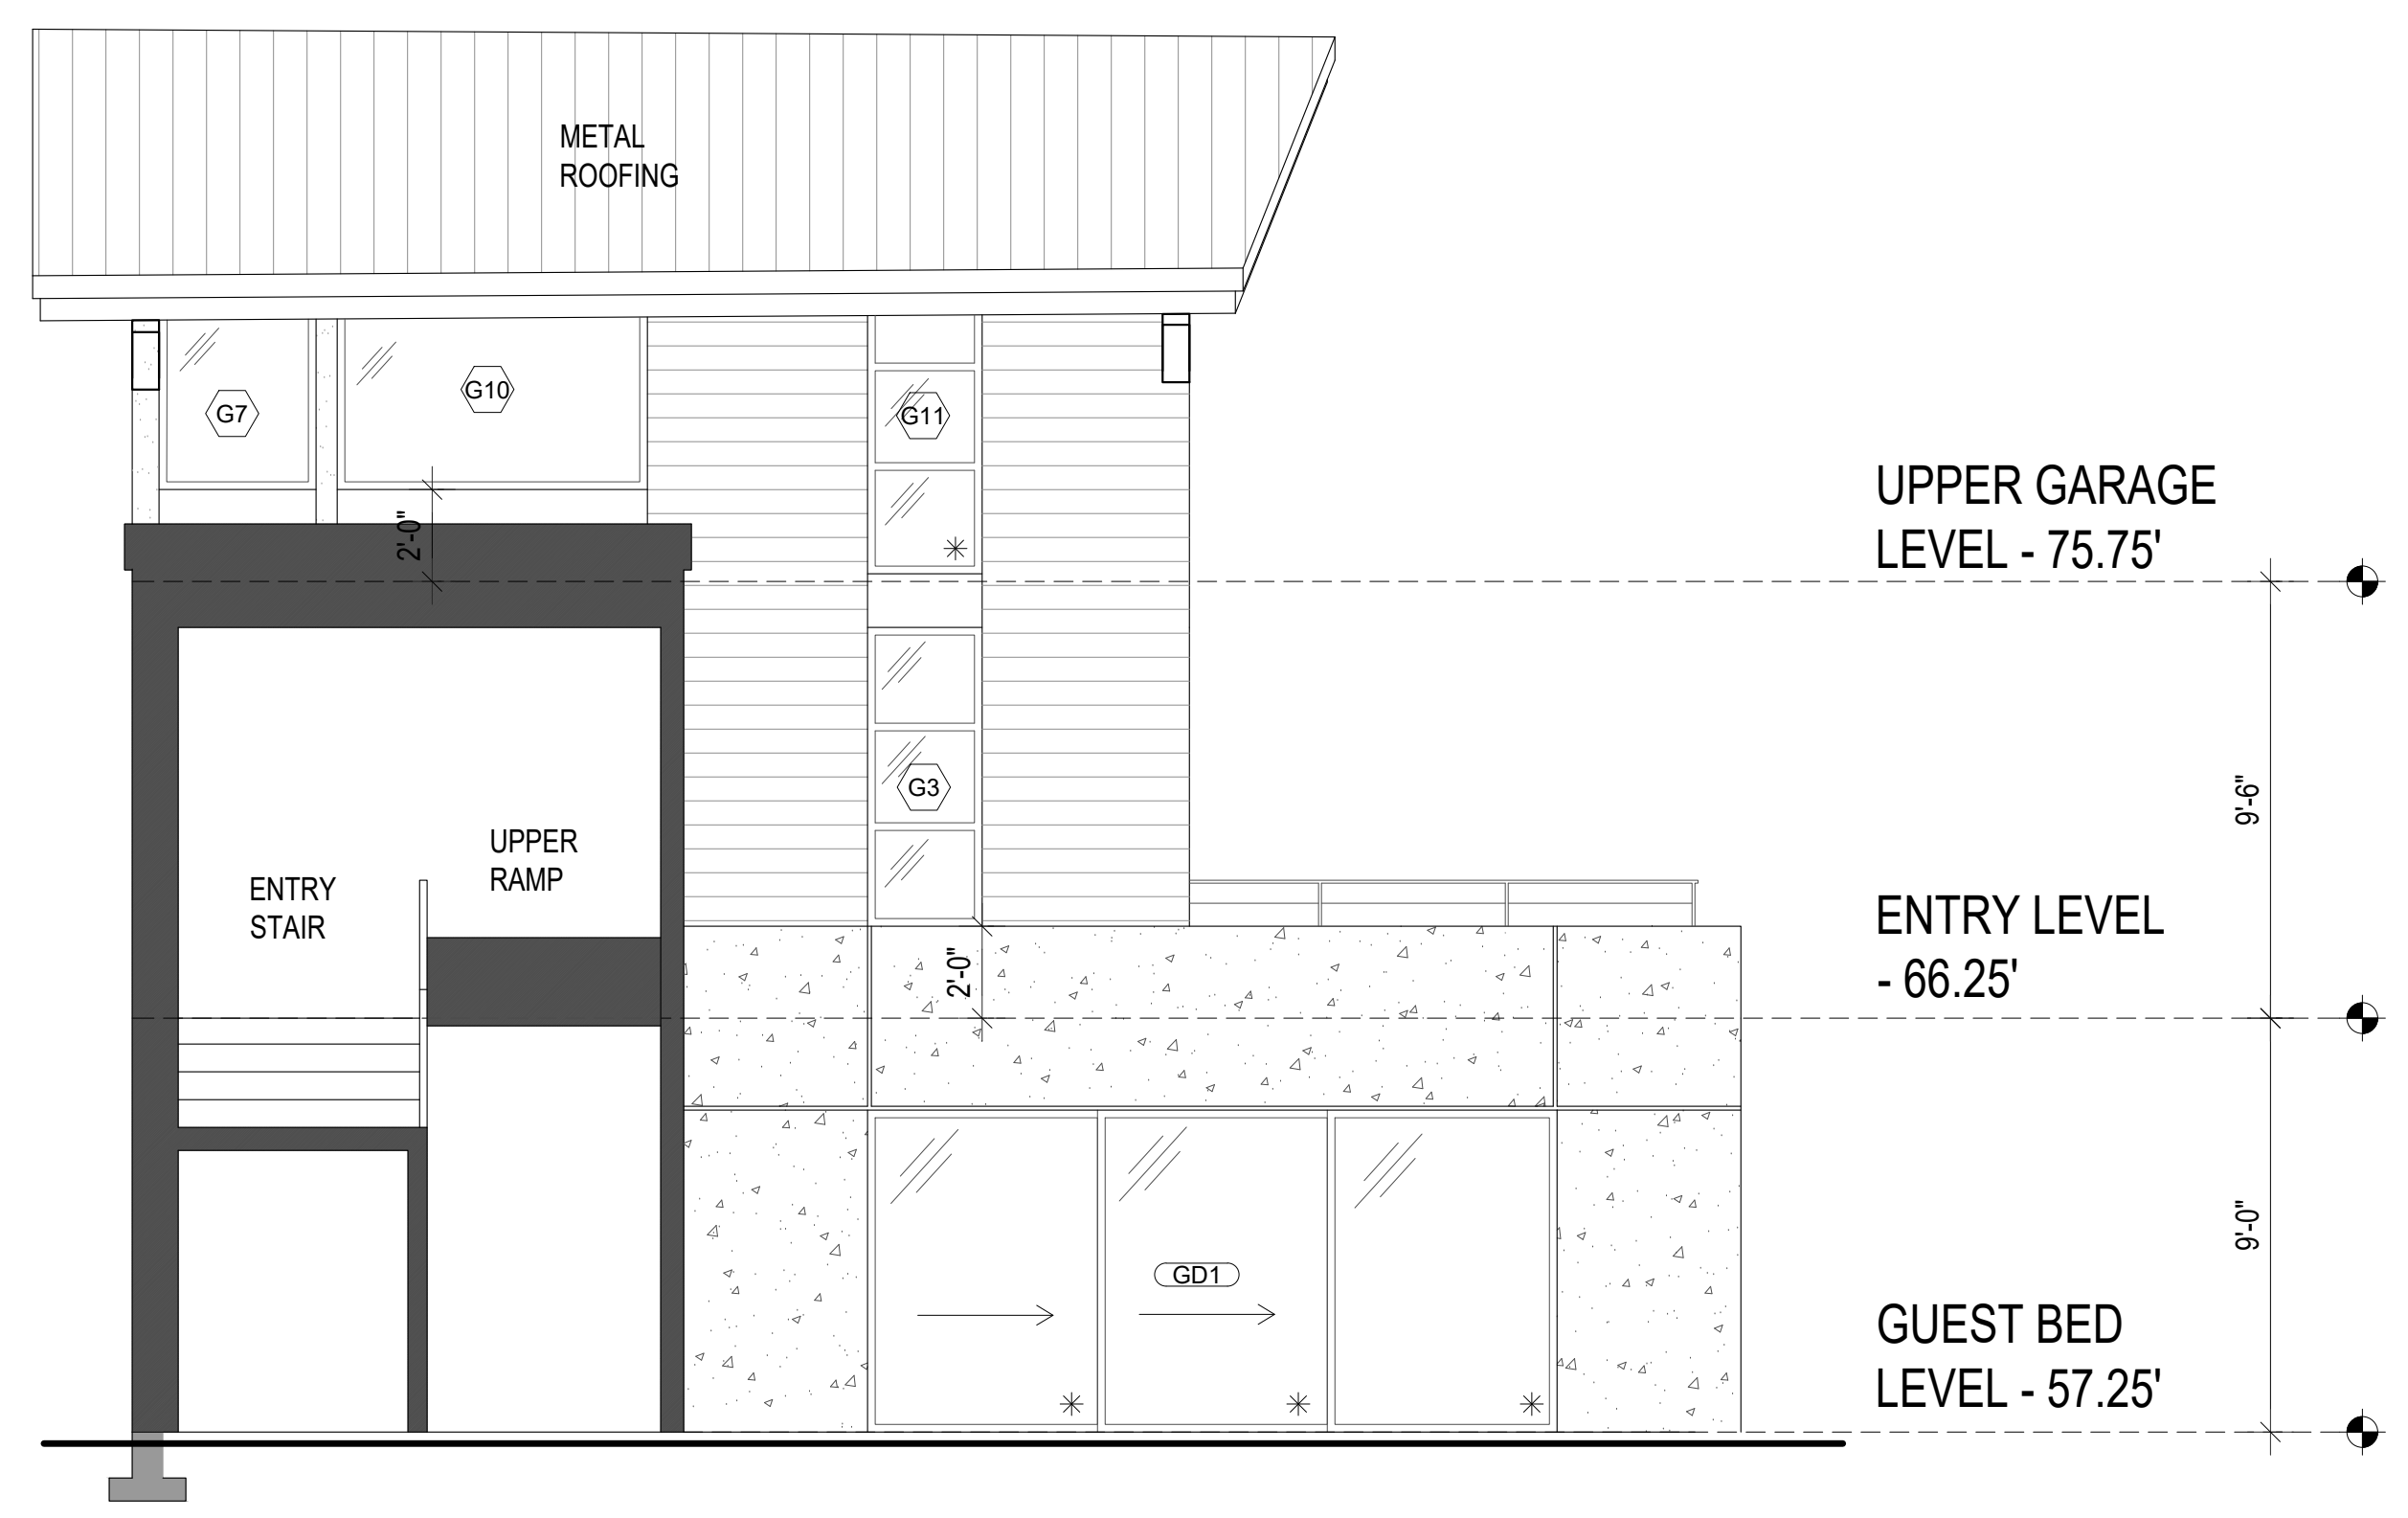 METAL
ROOFING
G7
G10
G11
2'-0"
UPPER GARAGE
LEVEL - 75.75'
G3
9'-6"
UPPER
RAMP
ENTRY
STAIR
2'-0"
ENTRY LEVEL
- 66.25'
GD1
9'-0"
GUEST BED
LEVEL - 57.25'